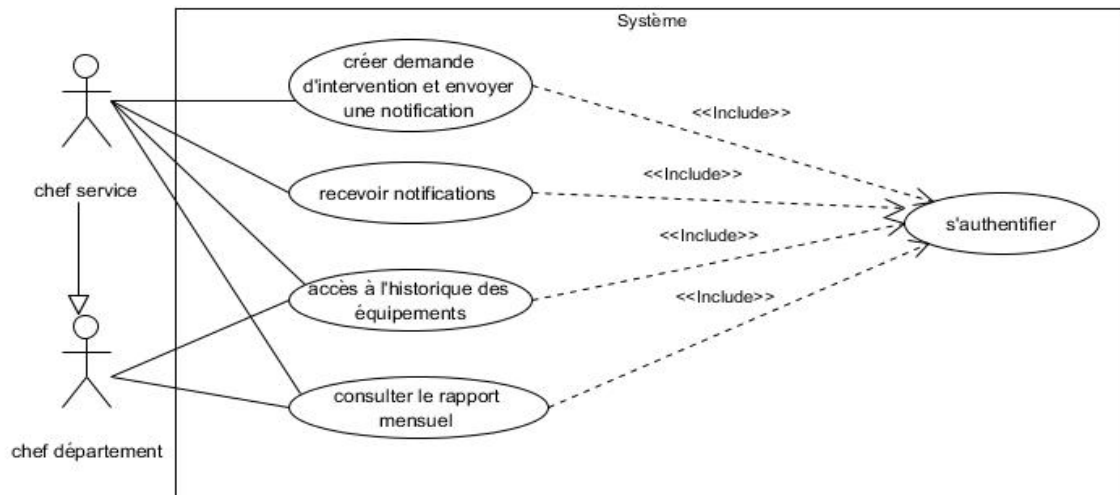 Système
créer demande
d'intervention et envoyer
une notification
<<Include>>
chef service
recevoir notifications
<<Include>>
s'authentifier
<<Include>>
accès à l'historique des
équipements
<<Include>>
consulter le rapport
mensuel
chef département